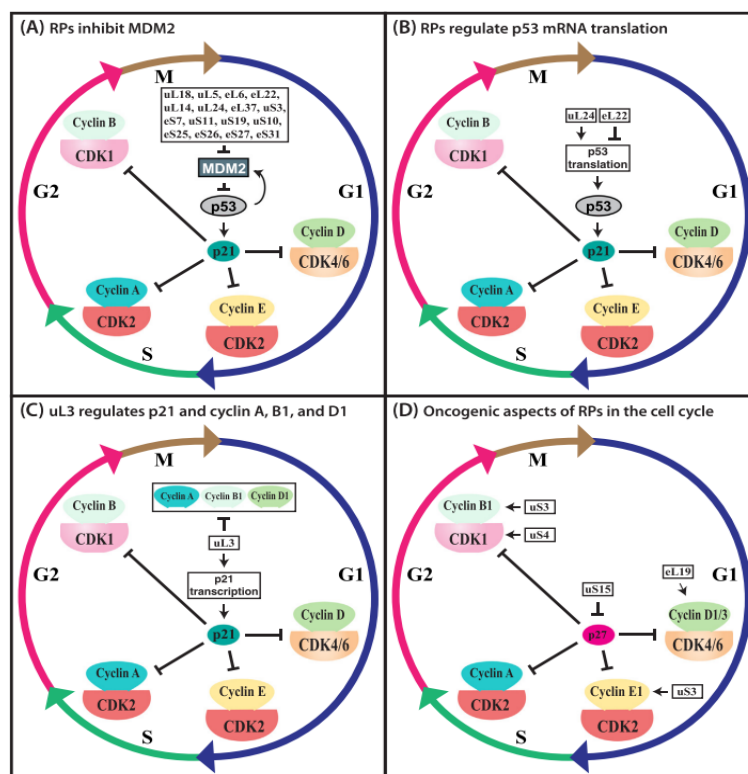 (A) RPs inhibit MDM2
M
uL18, uL5, eL6, eL22,
uL14, uL24, eL37, uS3,
eS7, uS11, uS19, uS10,
eS25, eS26, eS27, eS31
Cyclin B
CDK1
MDM2
G2
G1
p53
Cyclin D
p21
CDK4/6
Cyclin A
CDK2
Cyclin E
CDK2
S
(B) RPs regulate p53 mRNA translation
M
uL24
eL22
Cyclin B
CDK1
p53
translation
G2
G1
p53
Cyclin D
p21
CDK4/6
Cyclin A
CDK2
Cyclin E
CDK2
S
(C) uL3 regulates p21 and cyclin A, B1, and D1
M
Cyclin A
Cyclin B1
Cyclin D1
Cyclin B
CDK1
uL3
G2
G1
p21
transcription
Cyclin D
p21
CDK4/6
Cyclin A
CDK2
Cyclin E
CDK2
S
(D) Oncogenic aspects of RPs in the cell cycle
M
Cyclin B1
uS3
CDK1
uS4
G2
G1
eL19
uS15
Cyclin D1/3
p27
CDK4/6
Cyclin A
CDK2
Cyclin E1
uS3
CDK2
S